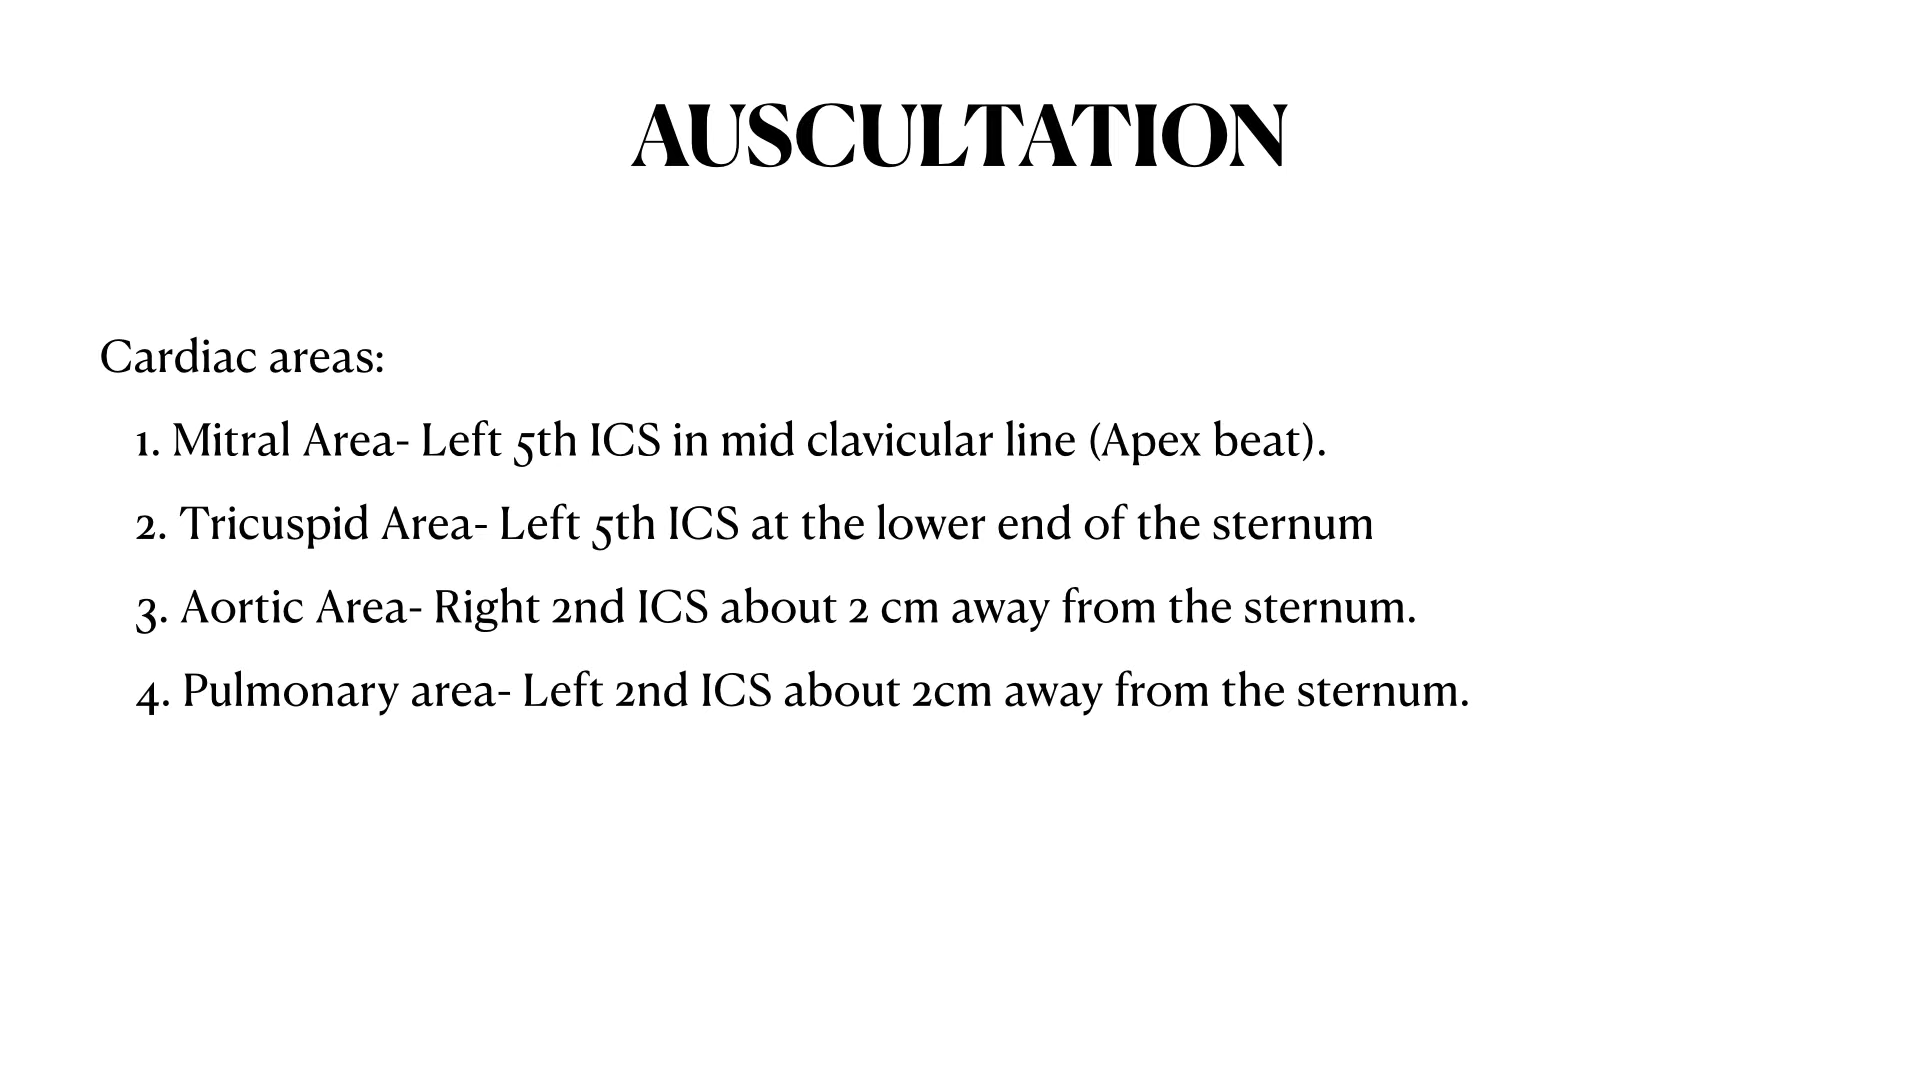 AUSCULTATION
Cardiac areas:
1. Mitral Area- Left 5th ICS in mid clavicular line (Apex beat).
2. Tricuspid Area- Left 5th ICS at the lower end of the sternum
3. Aortic Area- Right 2nd ICS about 2 cm away from the sternum.
4. Pulmonary area- Left 2nd ICS about 2cm away from the sternum.